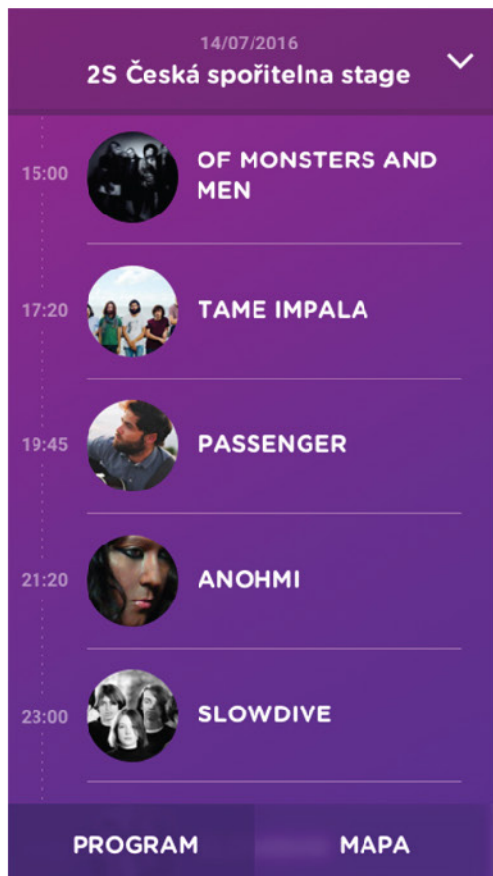 14/07/2016
2S Česká spořitelna stage
15:00
OF MONSTERS AND
MEN
17:20
TAME IMPALA
19:45
PASSENGER
21:20
ANOHMI
23:00
SLOWDIVE
PROGRAM
MAPA